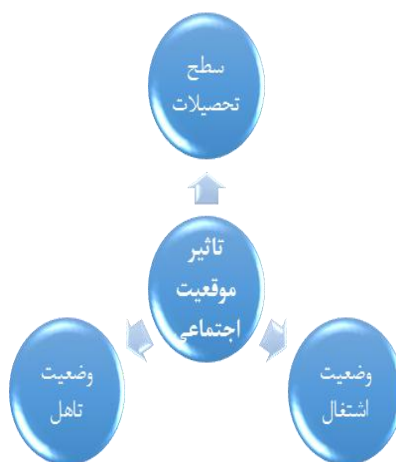 سطح
تحصیلات
تاثیر
موقعیت
اجتماعی
وضعیت
اشتغال
وضعیت
تاهل